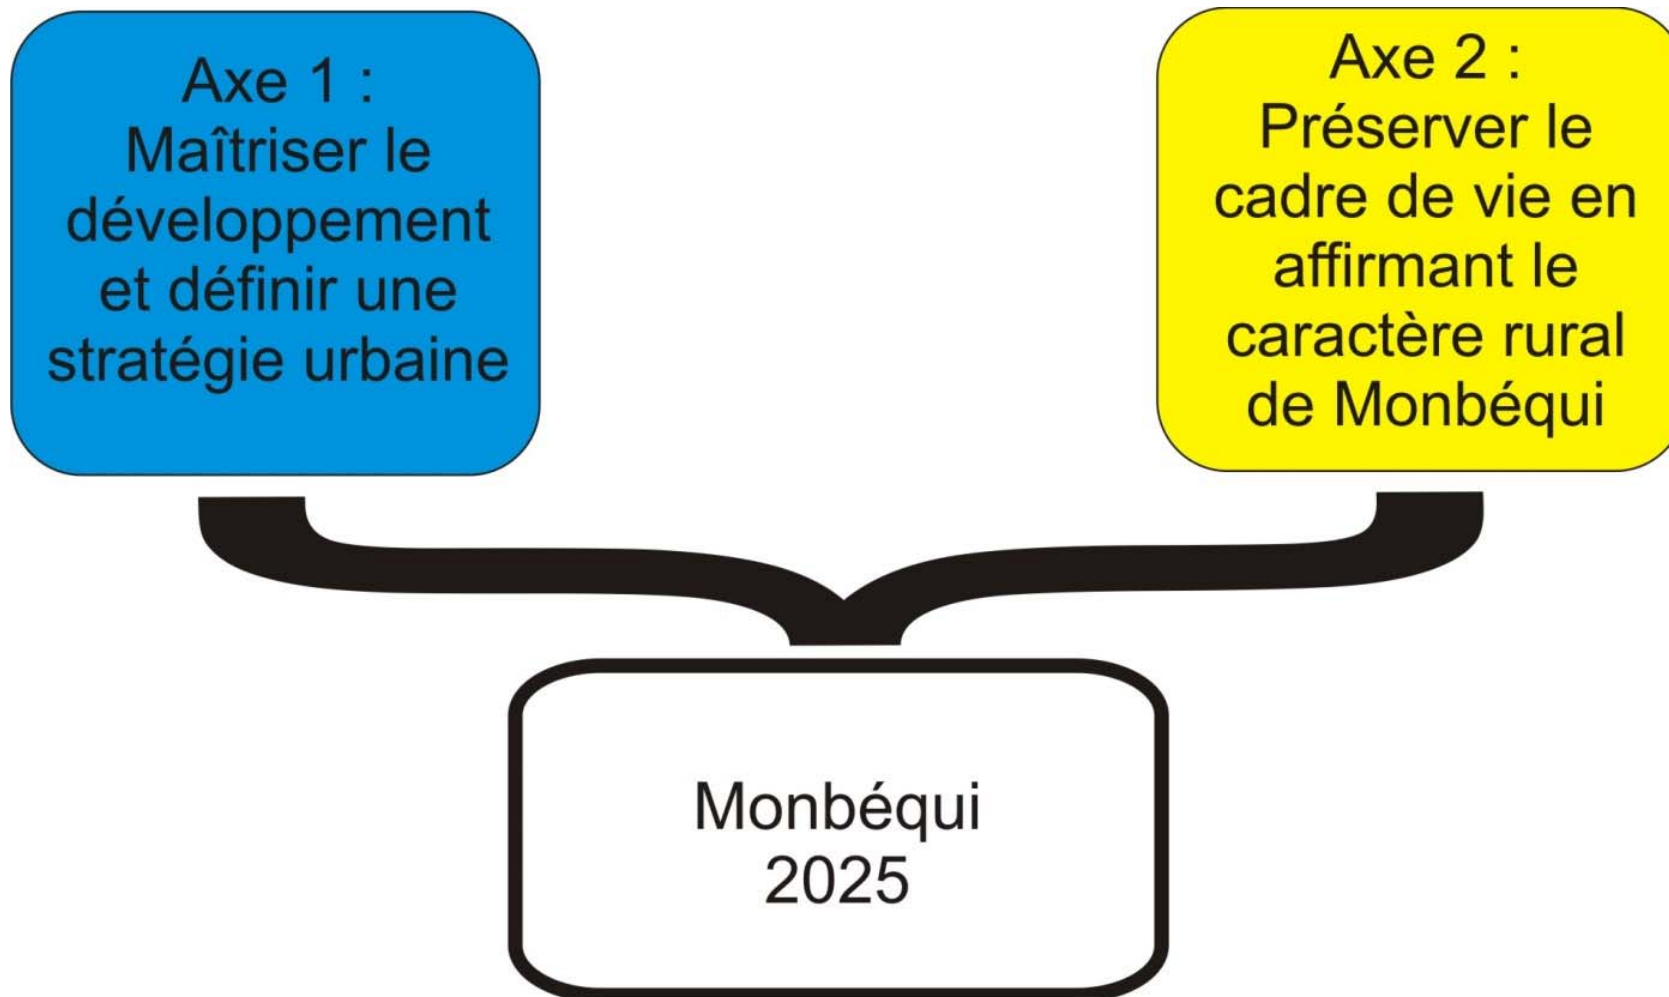 Axe 1 :
Maîtriser le
développement
et définir une
stratégie urbaine
Axe 2 :
Préserver le
cadre de vie en
affirmant le
caractère rural
de Monbéqui
Monbéqui
2025